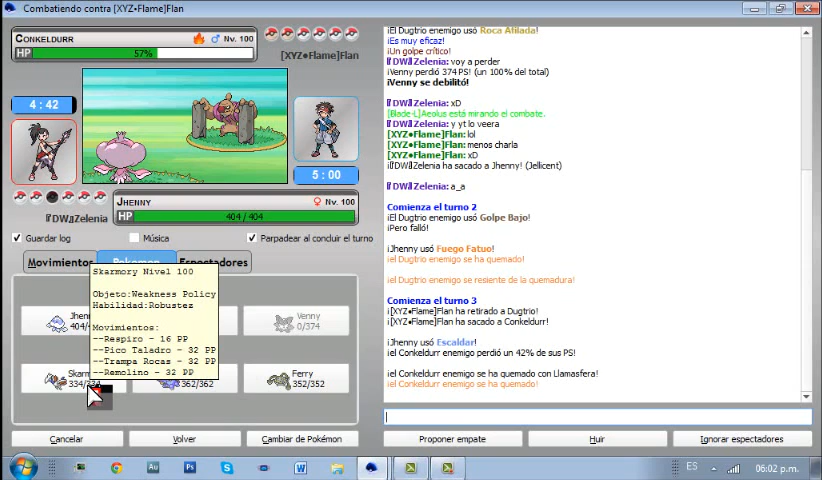 Combatiendo contra [XYZ•Flame]Flan
CONKELDURR
Nv. 100
HP
57%
[XYZ•Flame]Flan
4 : 42
5 : 00
JHENNY
Nv. 100
HP
404 / 404
DW Zelenia
Guardar log
Música
Parpadear al concluir el turno
Movimientos
Pokemon
Espectadores
Skarmory Nivel 100
Objeto:Weakness Policy
Habilidad:Robustez
Movimientos:
--Respiro - 16 PP
--Pico Taladro - 32 PP
--Trampa Rocas - 32 PP
--Remolino - 32 PP
Venny
0/374
362/362
Ferry
352/352
Cancelar
Volver
Cambiar de Pokémon
¡El Dugtrio enemigo usó Roca Afilada!
¡Es muy eficaz!
¡Un golpe crítico!
DW Zelenia: voy a perder
¡Venny perdió 374 PS! (un 100% del total)
¡Venny se debilitó!
DW Zelenia: xD
[Blade-L]Aeolus está mirando el combate.
DW Zelenia: y yt lo veera
[XYZ•Flame]Flan: lol
[XYZ•Flame]Flan: menos charla
[XYZ•Flame]Flan: xD
¡DW Zelenia ha sacado a Jhenny! (Jellicent)
DW Zelenia: a_a
Comienza el turno 2
¡El Dugtrio enemigo usó Golpe Bajo!
¡Pero falló!
¡Jhenny usó Fuego Fatuo!
¡el Dugtrio enemigo se ha quemado!
¡el Dugtrio enemigo se resiente de la quemadura!
Comienza el turno 3
¡[XYZ•Flame]Flan ha retirado a Dugtrio!
¡[XYZ•Flame]Flan ha sacado a Conkeldurr!
¡Jhenny usó Escaldar!
¡el Conkeldurr enemigo perdió un 42% de sus PS!
¡el Conkeldurr enemigo se ha quemado con Llamasfera!
¡el Conkeldurr enemigo se ha quemado!
Proponer empate
Huir
Ignorar espectadores
Au
Ps
ES
06:02 p.m.